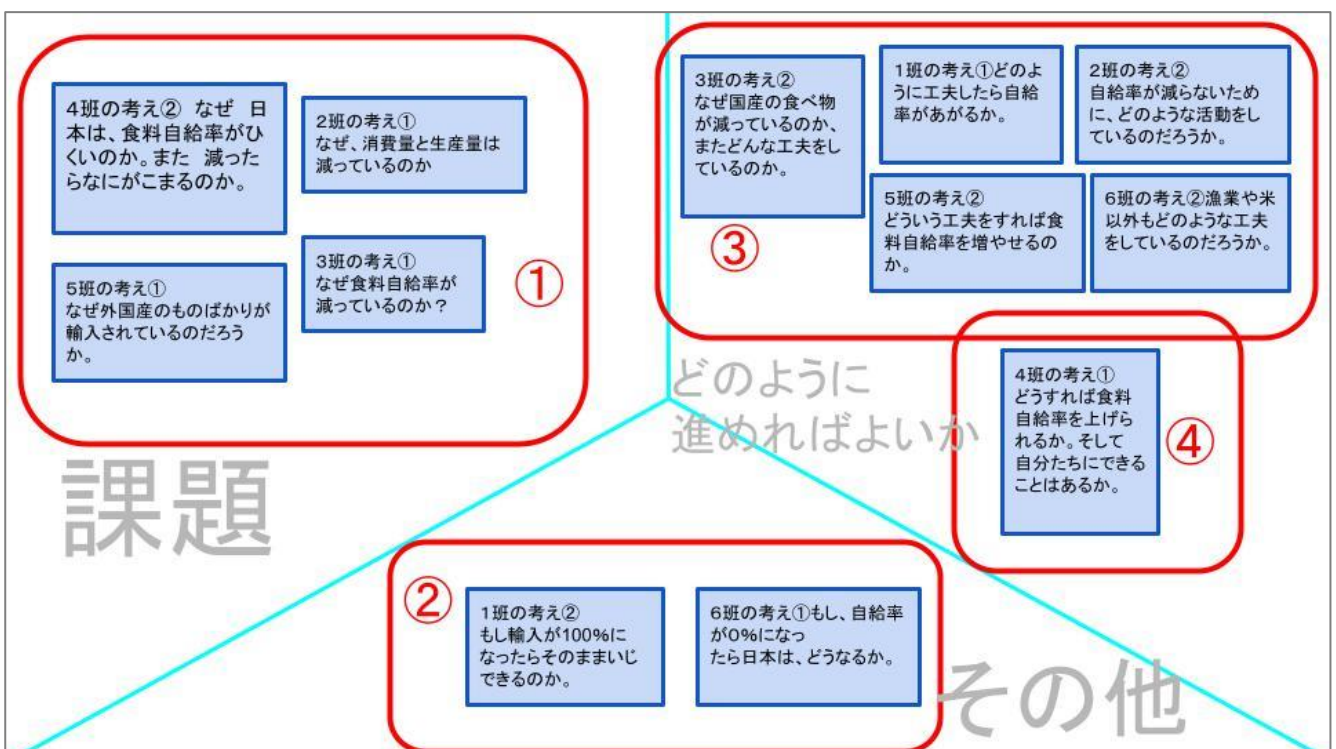 4班の考え② なぜ 日
本は、食料自給率がひ
くいのか。また 減った
らなにがこまるのか。
2班の考え①
なぜ、消費量と生産量は
減っているのか
5班の考え①
なぜ外国産のものばかりが
輸入されているのだろう
か。
3班の考え①
なぜ食料自給率が
減っているのか？
①
課題
3班の考え②
なぜ国産の食べ物
が減っているのか、
またどんな工夫をし
ているのか。
1班の考え①どのよ
うに工夫したら自給
率があがるか。
2班の考え②
自給率が減らないため
に、どのような活動をし
ているのだろうか。
5班の考え②
どういう工夫をすれば食
料自給率を増やせるの
か。
6班の考え②漁業や米
以外もどのような工夫
をしているのだろうか。
③
どのように
進めればよいか
4班の考え①
どうすれば食料
自給率を上げら
れるか。そして
自分たちにできる
ことはあるか。
④
②
1班の考え②
もし輸入が100%に
なったらそのままいじ
できるのか。
6班の考え①もし、自給率
が0%になっ
たら日本は、どうなるか。
その他